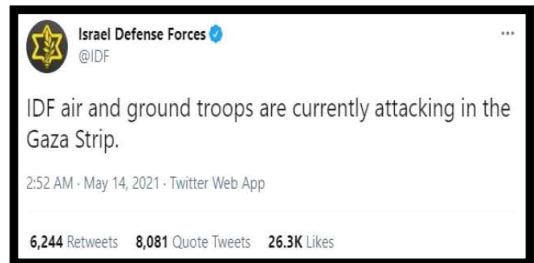 Israel Defense Forces
@IDF
IDF air and ground troops are currently attacking in the
Gaza Strip.
2:52 AM · May 14, 2021 · Twitter Web App
6,244 Retweets 8,081 Quote Tweets 26.3K Likes